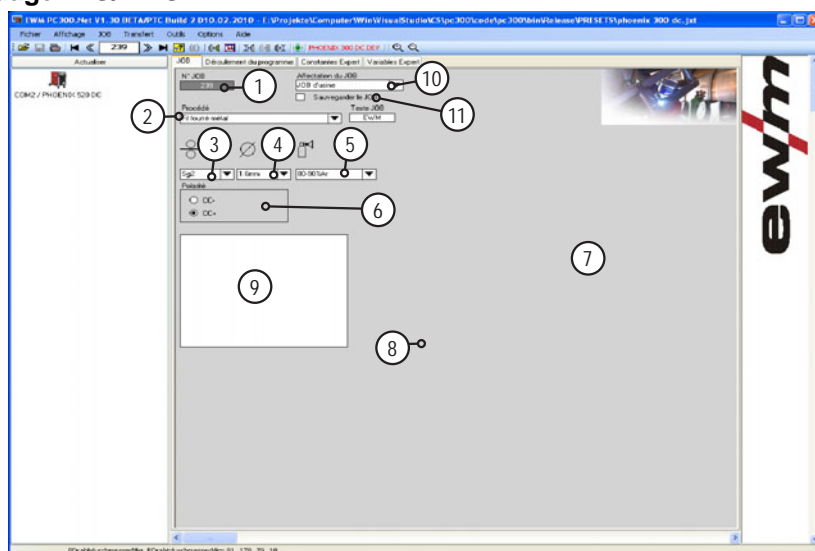 EWM PC300.Net V1.30 BETA/PTC Build 7 010.02.2010 - E:\Projekte\Computer\Win\VisualStudio\CS\pc300\code\pc300\bin\Release\PRESETS\phoenix 300 dc.jxt
Fichier Affichage JOB Transfert Outils Options Aide
239 PHOENIX 300 DC DEF
Actualiser
JOB Déroulement du programme Constantes Expert Variables Expert
COM2 / PHOENIX 520 DC
N° JOB Affectation du JOB
239 1 JOB d'usine 10
Sauvegarder le JOB 11
2 Procédé Texte JOB
Fil fourré métal EWM
3 4 5
Sg2 1.6mm 80-90%Ar
Polarité
DC-
DC+
6
7
9
8
ewm